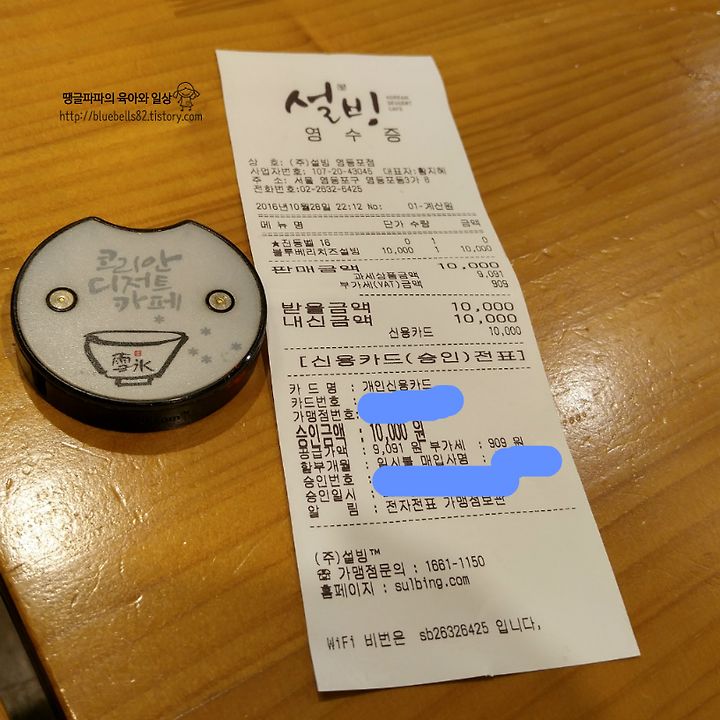 땡글파파의 육아와 일상
http://bluebells82.tistory.com
설빙
KOREAN
DESSERT
CAFE
영 수 증
상 호: (주)설빙 영등포점
사업자번호: 107-20-43045 대표자:황지혜
주 소: 서울 영등포구 영등포동3가 8
전화번호:02-2632-6425
2016년10월28일 22:12 No: 01-계산원
메 뉴 명 단가 수량 금액
★진동벨 16 0 1 0
블루베리치즈설빙 10,000 1 10,000
판매금액 10,000
과세상품금액 9,091
부가세(VAT)금액 909
받을금액 10,000
내신금액 10,000
신용카드 10,000
[신용카드(승인)전표]
카 드 명 : 개인신용카드
카드번호 :
가맹점번호:
승인금액 : 10,000 원
공급가액 : 9,091 원 부가세 : 909 원
할부개월 : 일시불 매입사명 :
승인번호 :
승인일시 :
알 림 : 전자전표 가맹점보관
(주)설빙™
☎ 가맹점문의 : 1661-1150
홈페이지 : sulbing.com
WiFi 비번은 sb26326425 입니다.
코리안
디저트
카페
雪氷